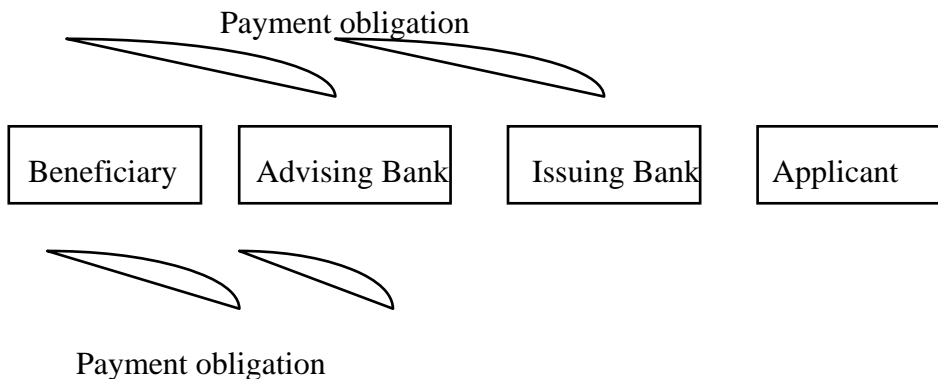 Payment obligation
Beneficiary Advising Bank Issuing Bank Applicant
Payment obligation